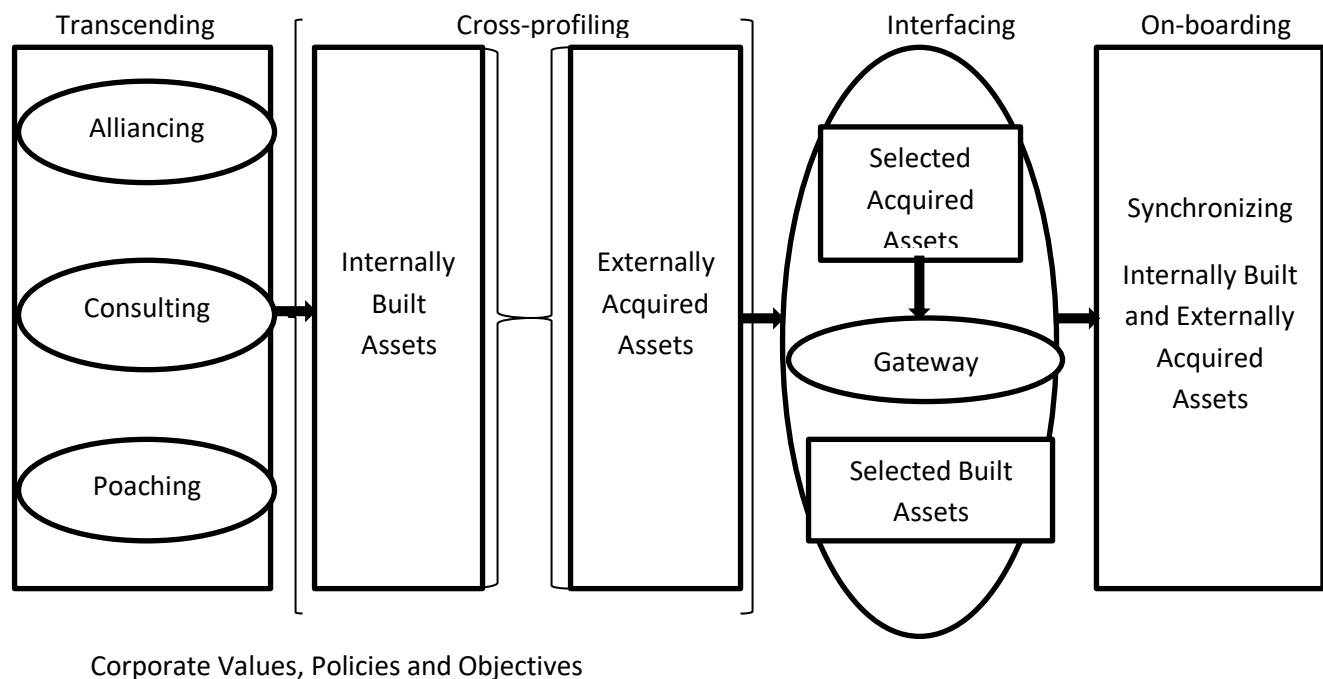 Transcending
Cross-profiling
Interfacing
On-boarding
Alliancing
Consulting
Poaching
Internally
Built
Assets
Externally
Acquired
Assets
Selected
Acquired
Assets
Gateway
Selected Built
Assets
Synchronizing
Internally Built
and Externally
Acquired
Assets
Corporate Values, Policies and Objectives